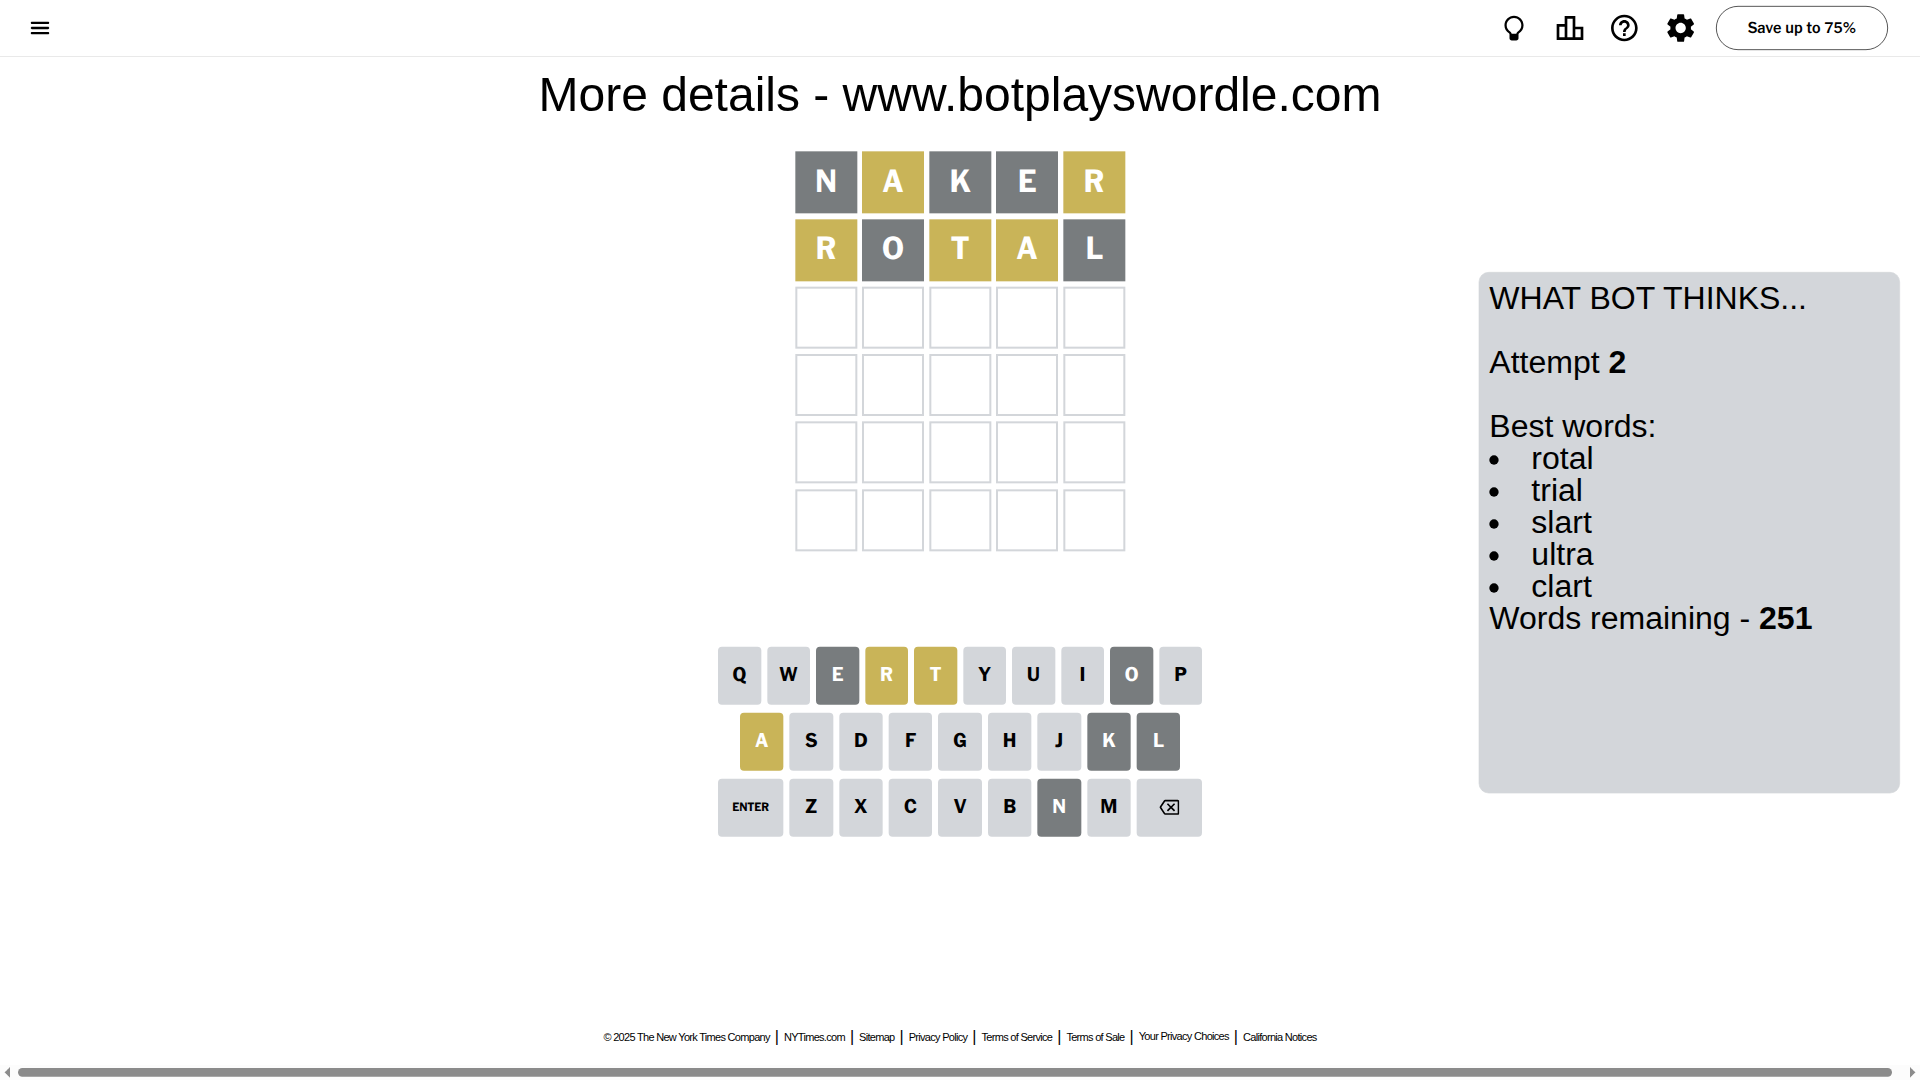 Save up to 75%
More details - www.botplayswordle.com
N A K E R
R O T A L
WHAT BOT THINKS...
Attempt 2
Best words:
• rotal
• trial
• slart
• ultra
• clart
Words remaining - 251
Q W E R T Y U I O P
A S D F G H J K L
ENTER Z X C V B N M
© 2025 The New York Times Company | NYTimes.com | Sitemap | Privacy Policy | Terms of Service | Terms of Sale | Your Privacy Choices | California Notices